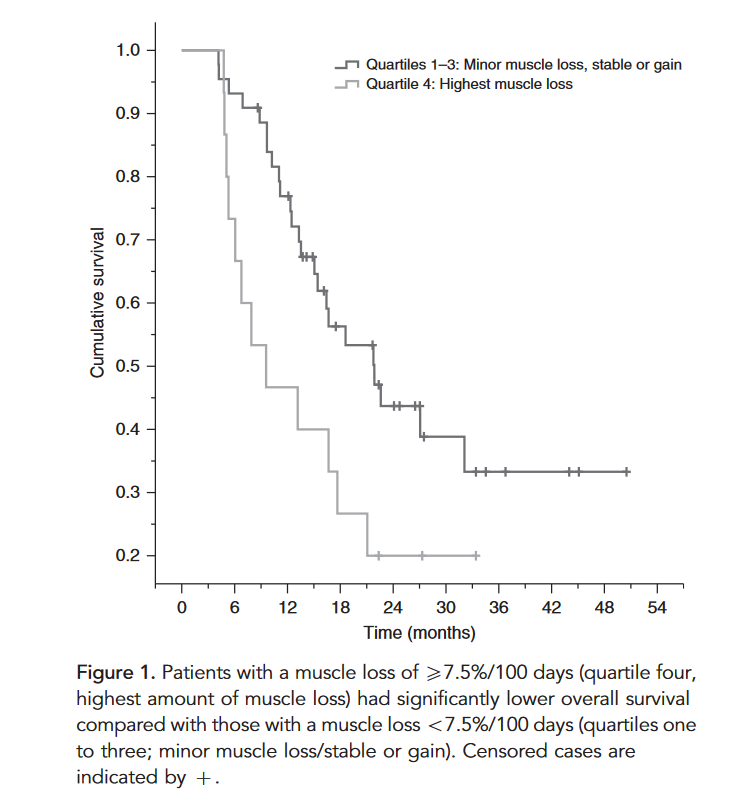 1.0
0.9
0.8
0.7
0.6
0.5
0.4
0.3
0.2
Cumulative survival
Quartiles 1–3: Minor muscle loss, stable or gain
Quartile 4: Highest muscle loss
0 6 12 18 24 30 36 42 48 54
Time (months)
Figure 1. Patients with a muscle loss of ⩾7.5%/100 days (quartile four,
highest amount of muscle loss) had significantly lower overall survival
compared with those with a muscle loss <7.5%/100 days (quartiles one
to three; minor muscle loss/stable or gain). Censored cases are
indicated by +.